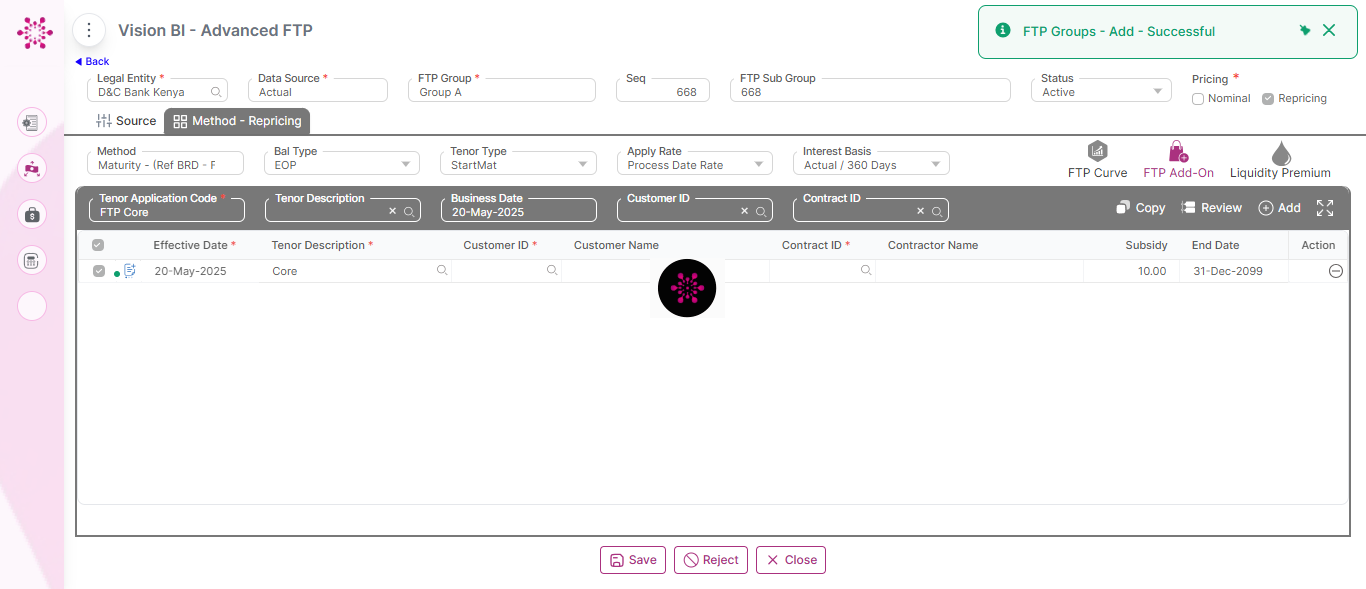 Vision BI - Advanced FTP
FTP Groups - Add - Successful
Back
Legal Entity *
D&C Bank Kenya
Data Source *
Actual
FTP Group *
Group A
Seq
668
FTP Sub Group
668
Status
Active
Pricing *
Nominal
Repricing
Source
Method - Repricing
Method
Maturity - (Ref BRD - F
Bal Type
EOP
Tenor Type
StartMat
Apply Rate
Process Date Rate
Interest Basis
Actual / 360 Days
FTP Curve
FTP Add-On
Liquidity Premium
Tenor Application Code *
FTP Core
Tenor Description
Business Date
20-May-2025
Customer ID
Contract ID
Copy
Review
Add
Effective Date * Tenor Description * Customer ID * Customer Name Contract ID * Contractor Name Subsidy End Date Action
20-May-2025 Core 10.00 31-Dec-2099
Save
Reject
Close